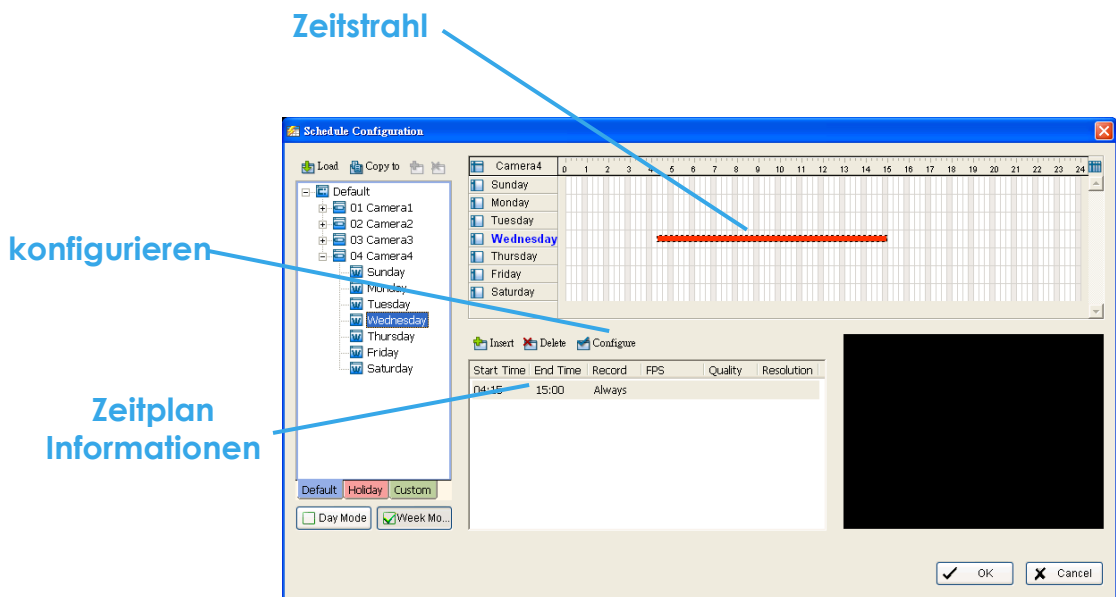 Zeitstrahl
Schedule Configuration
Load Copy to
Default
01 Camera1
02 Camera2
03 Camera3
04 Camera4
Sunday
Monday
Tuesday
Wednesday
Thursday
Friday
Saturday
Default Holiday Custom
Day Mode Week Mo...
Camera4 0 1 2 3 4 5 6 7 8 9 10 11 12 13 14 15 16 17 18 19 20 21 22 23 24
Sunday
Monday
Tuesday
Wednesday
Thursday
Friday
Saturday
konfigurieren
Insert Delete Configure
Start Time End Time Record FPS Quality Resolution
04:15 15:00 Always
Zeitplan
Informationen
OK Cancel